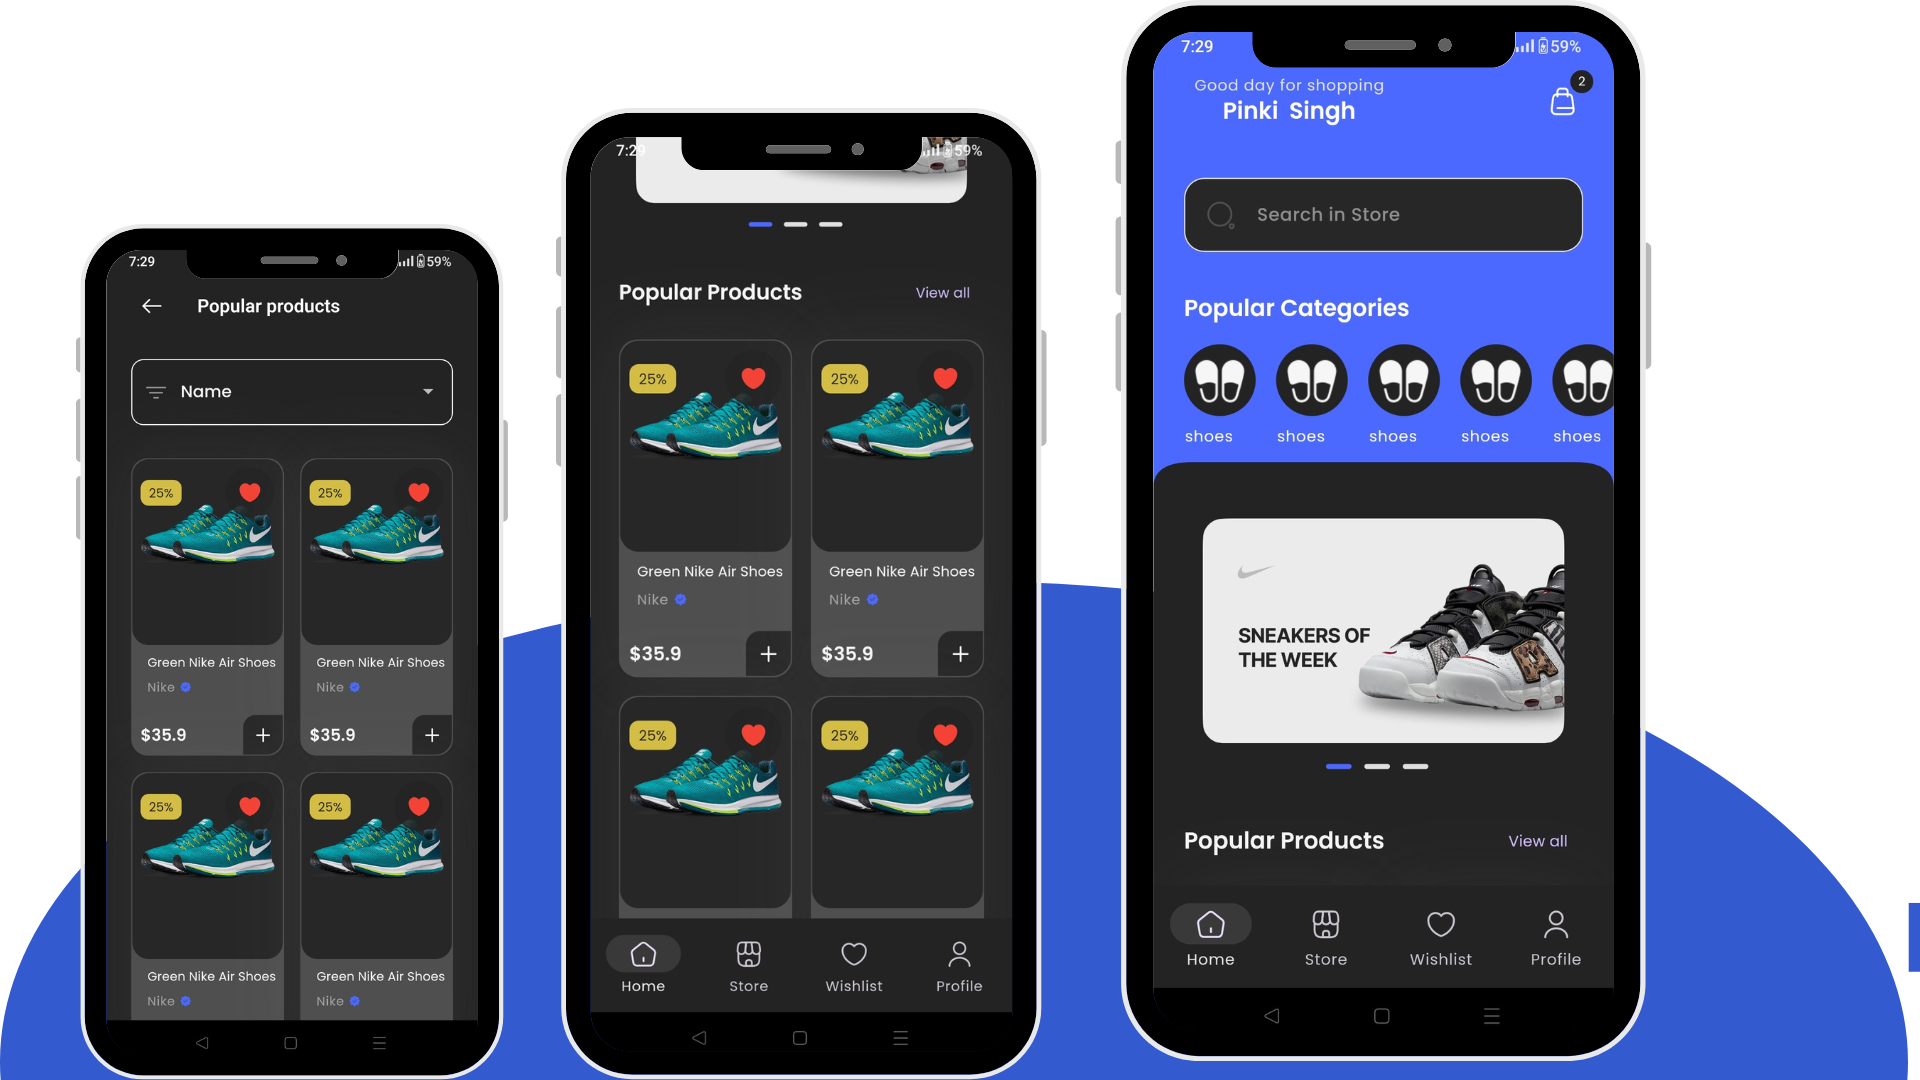 7:29 59%
Popular products
Name
25% 25%
Green Nike Air Shoes Green Nike Air Shoes
Nike Nike
$35.9 + $35.9 +
25% 25%
Green Nike Air Shoes Green Nike Air Shoes
Nike Nike
7:29 59%
Popular Products View all
25% 25%
Green Nike Air Shoes Green Nike Air Shoes
Nike Nike
$35.9 + $35.9 +
25% 25%
Home Store Wishlist Profile
7:29 59%
Good day for shopping
2
Pinki Singh
Search in Store
Popular Categories
shoes shoes shoes shoes shoes
SNEAKERS OF
THE WEEK
Popular Products View all
Home Store Wishlist Profile